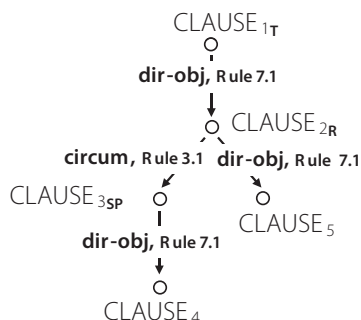 CLAUSE 1T
dir-obj, Rule 7.1
CLAUSE 2R
circum, Rule 3.1 dir-obj, Rule 7.1
CLAUSE 3SP
CLAUSE 5
dir-obj, Rule 7.1
CLAUSE 4